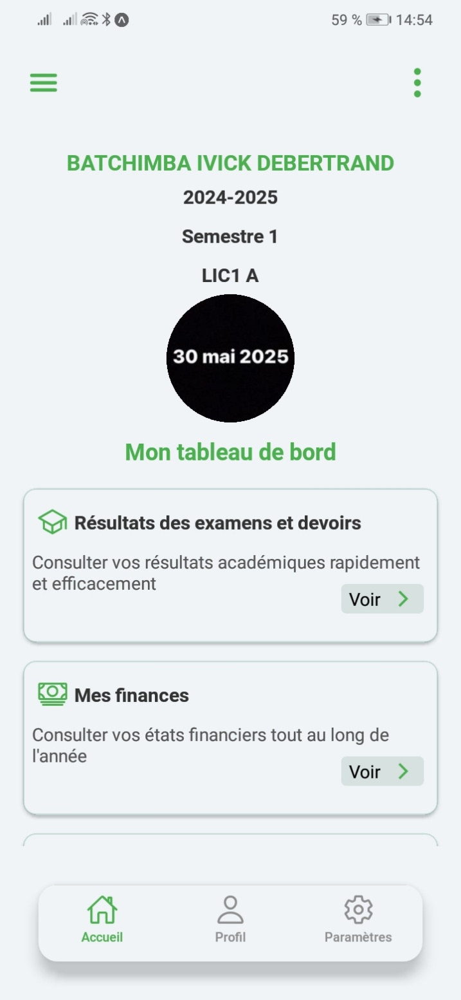 59 % 14:54
BATCHIMBA IVICK DEBERTRAND
2024-2025
Semestre 1
LIC1 A
30 mai 2025
Mon tableau de bord
Résultats des examens et devoirs
Consulter vos résultats académiques rapidement
et efficacement
Voir
Mes finances
Consulter vos états financiers tout au long de
l'année
Voir
Accueil Profil Paramètres